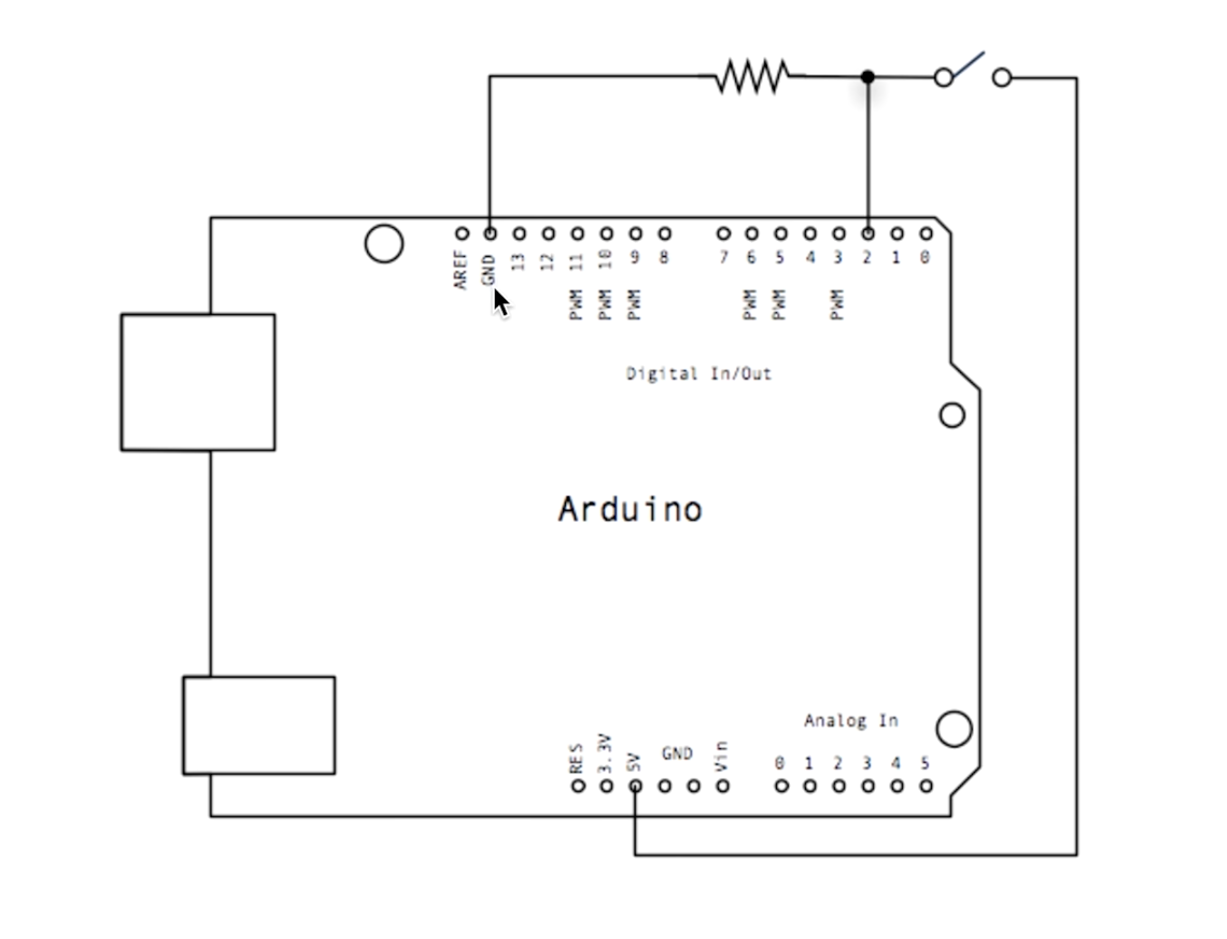 AREF GND 13 12 11 10 9 8 7 6 5 4 3 2 1 0
PWM PWM PWM PWM PWM PWM
Digital In/Out
Arduino
Analog In
RES 3.3V 5V GND Vin 0 1 2 3 4 5